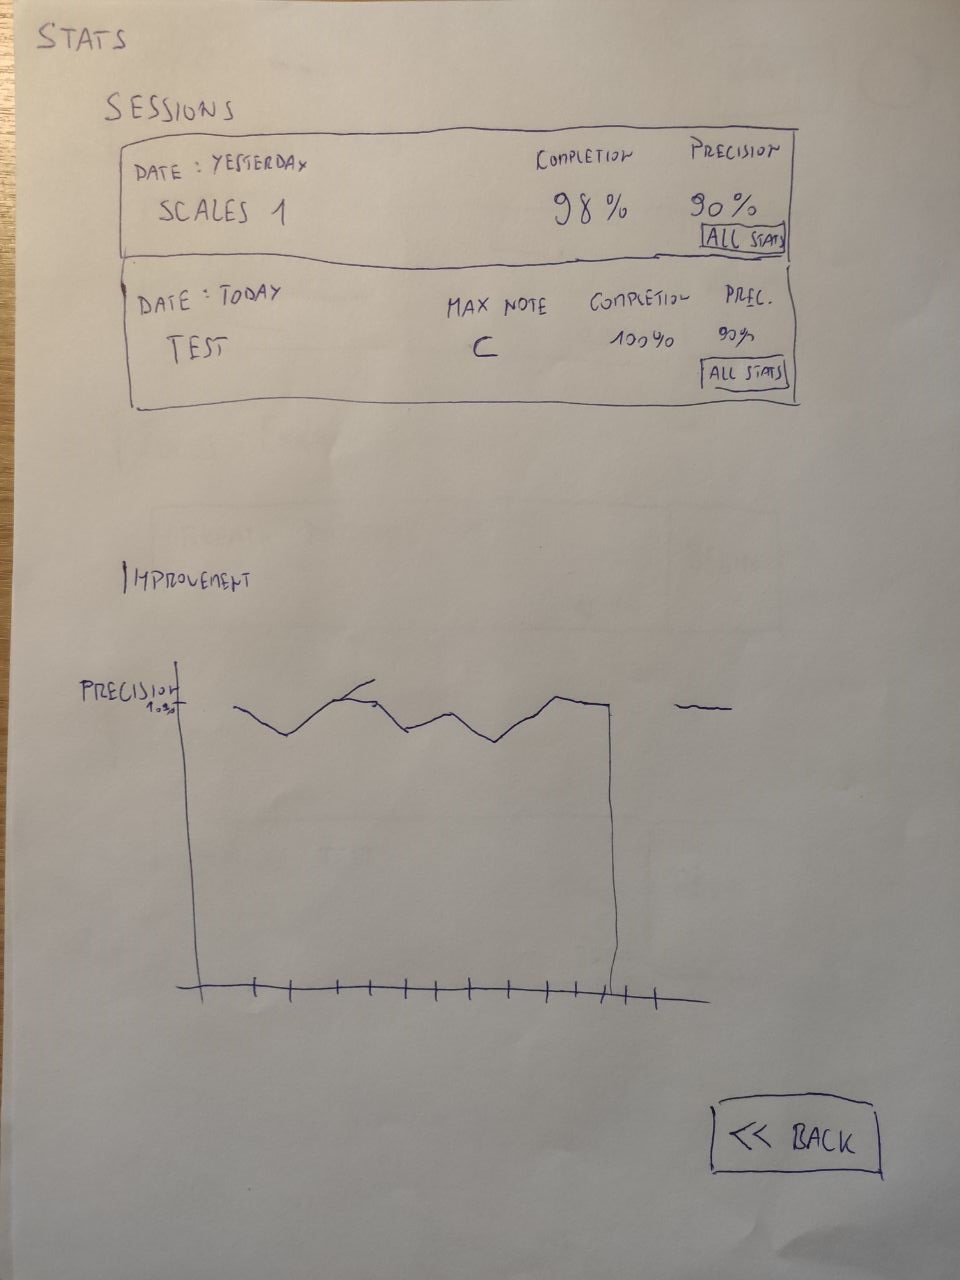 STATS
SESSIONS
DATE : YESTERDAY COMPLETION PRECISION
SCALES 1 98% 90%
ALL STATS
DATE : TODAY MAX NOTE COMPLETION PREC.
TEST C 100% 90%
ALL STATS
IMPROVEMENT
PRECISION
<< BACK